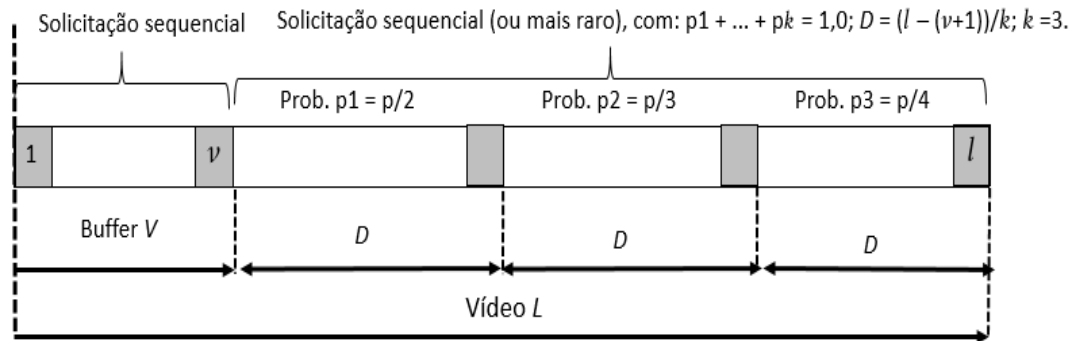 Solicitação sequencial
Solicitação sequencial (ou mais raro), com: p1 + ... + pk = 1,0; D = (l – (v+1))/k; k =3.
Prob. p1 = p/2
Prob. p2 = p/3
Prob. p3 = p/4
1
v
l
Buffer V
D
D
D
Vídeo L